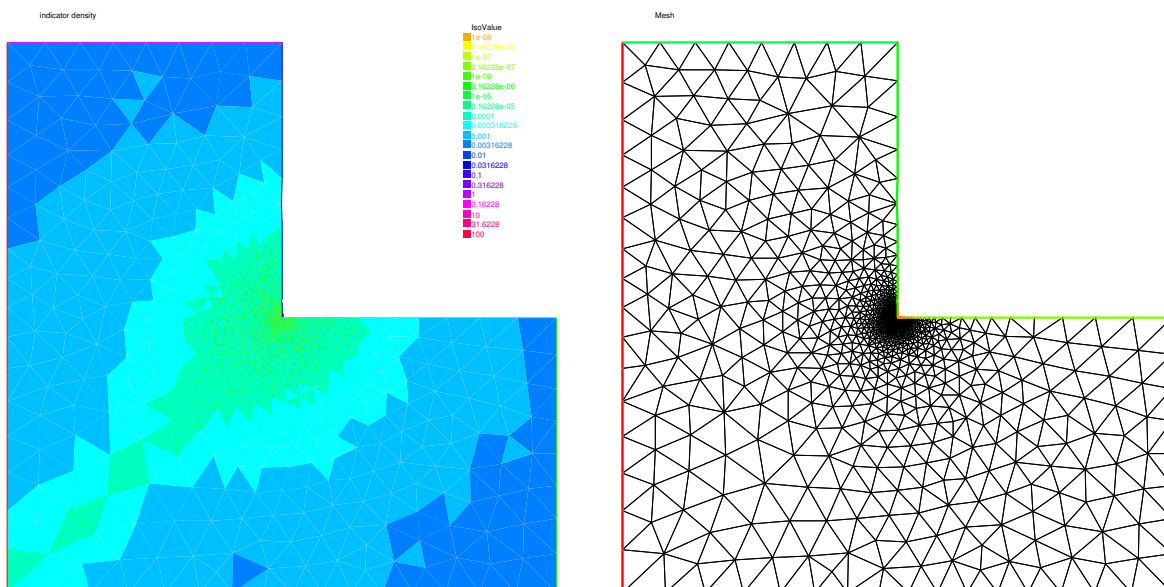 indicator density
IsoValue
1e-08
3.16228e-08
1e-07
3.16228e-07
1e-06
3.16228e-06
1e-05
3.16228e-05
0.0001
0.000316228
0.001
0.00316228
0.01
0.0316228
0.1
0.316228
1
3.16228
10
31.6228
100
Mesh